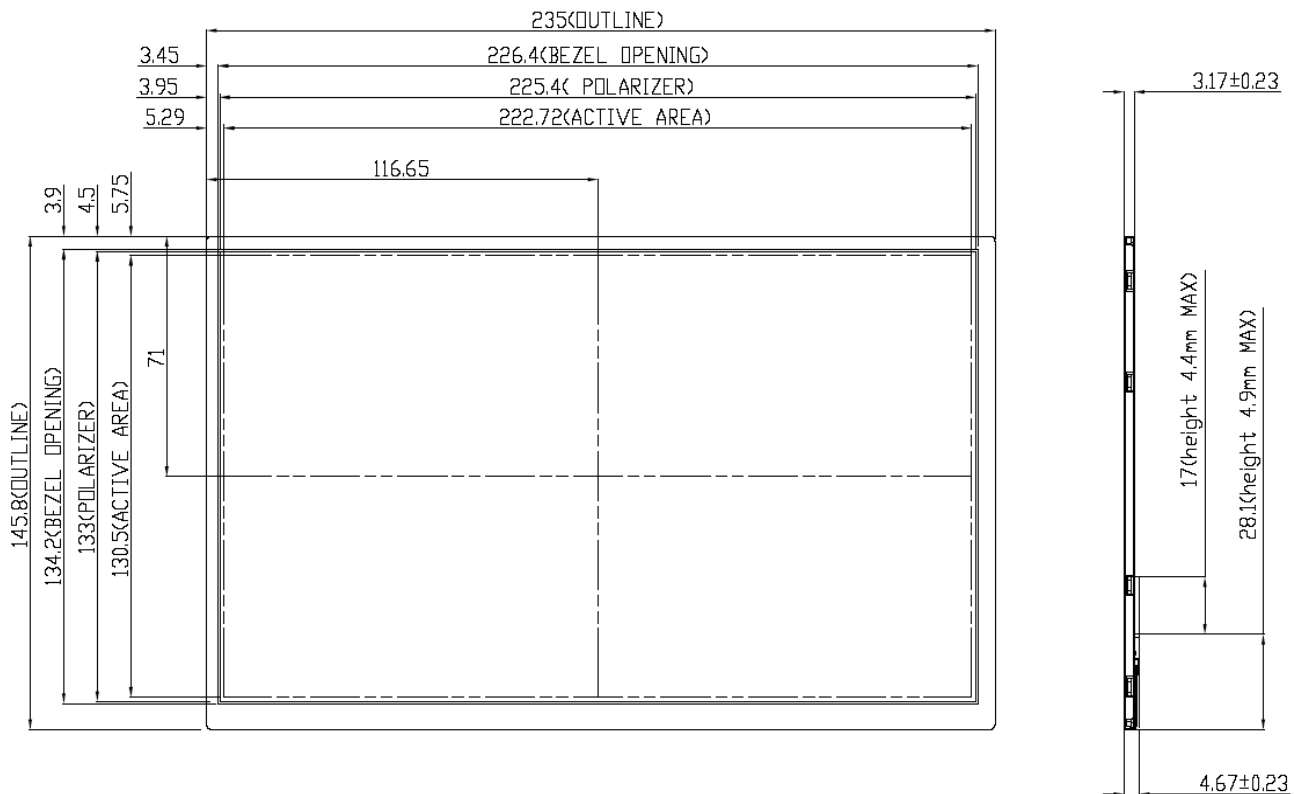 235(OUTLINE)
3.45
226.4(BEZEL OPENING)
3.95
225.4( POLARIZER)
5.29
222.72(ACTIVE AREA)
3.17±0.23
116.65
3.9
4.5
5.75
71
145.8(OUTLINE)
134.2(BEZEL OPENING)
133(POLARIZER)
130.5(ACTIVE AREA)
17(height 4.4mm MAX)
28.1(height 4.9mm MAX)
4.67±0.23